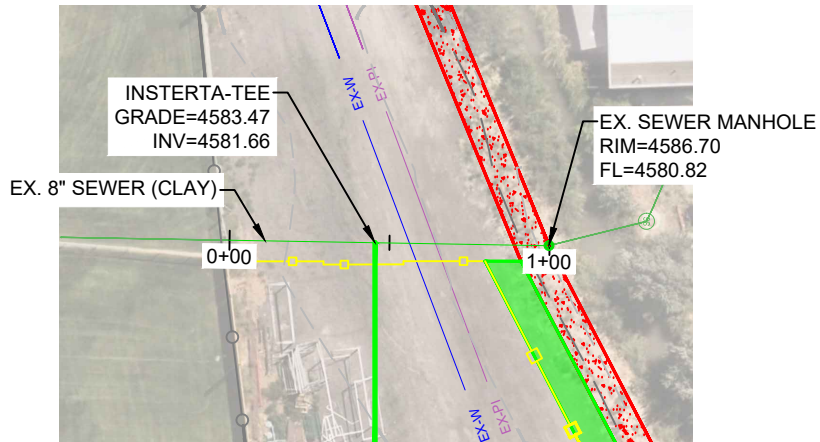 INSTERTA-TEE
GRADE=4583.47
INV=4581.66
EX. SEWER MANHOLE
RIM=4586.70
FL=4580.82
EX. 8" SEWER (CLAY)
EX-W
EX-PI
0+00
1+00
EX-W
EX-PI